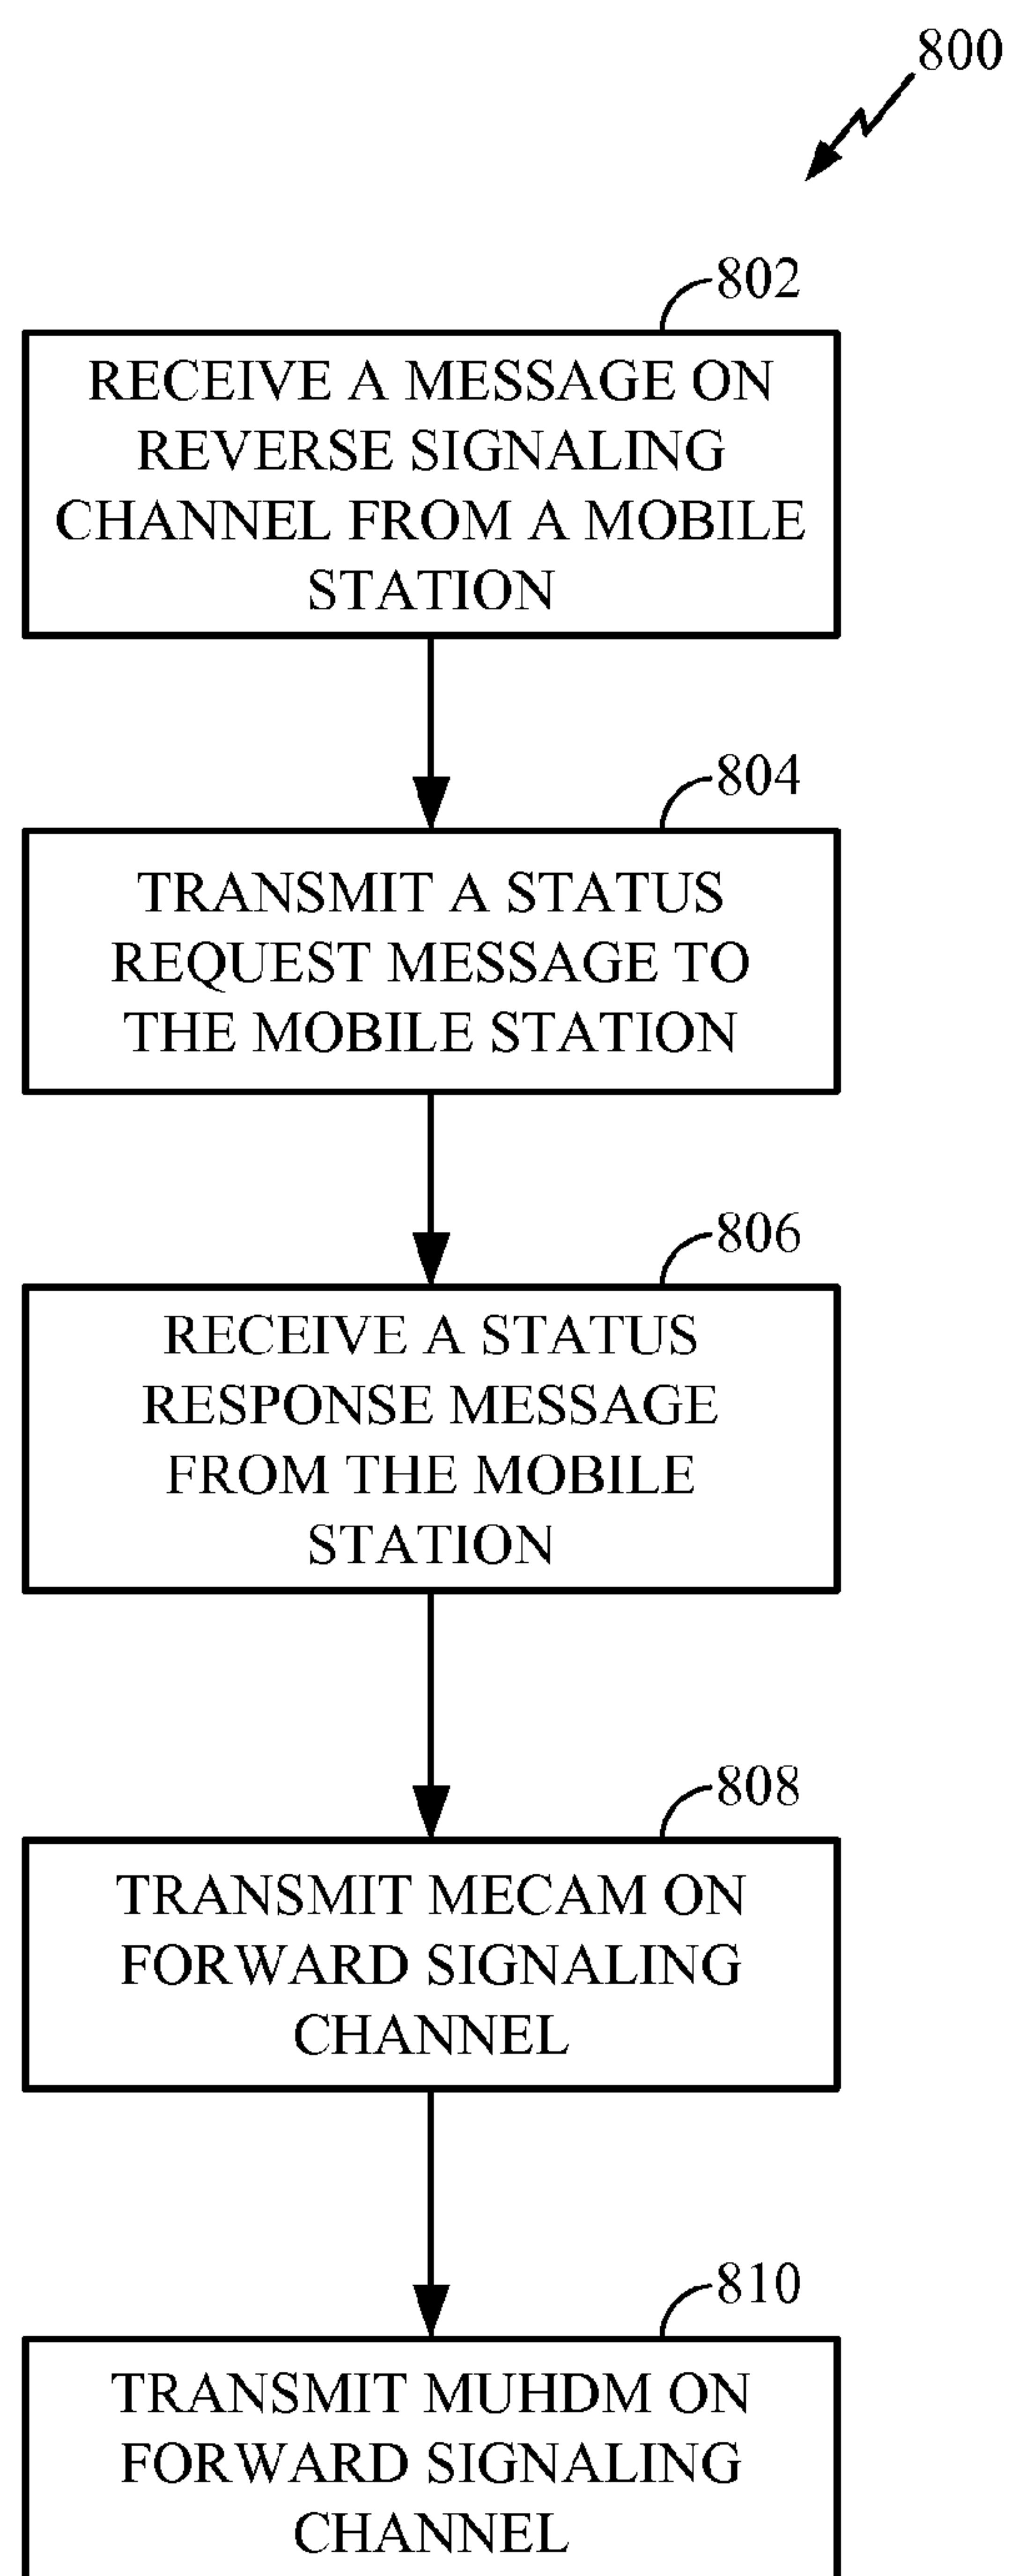 800
802
RECEIVE A MESSAGE ON
REVERSE SIGNALING
CHANNEL FROM A MOBILE
STATION
804
TRANSMIT A STATUS
REQUEST MESSAGE TO
THE MOBILE STATION
806
RECEIVE A STATUS
RESPONSE MESSAGE
FROM THE MOBILE
STATION
808
TRANSMIT MECAM ON
FORWARD SIGNALING
CHANNEL
810
TRANSMIT MUHDM ON
FORWARD SIGNALING
CHANNEL